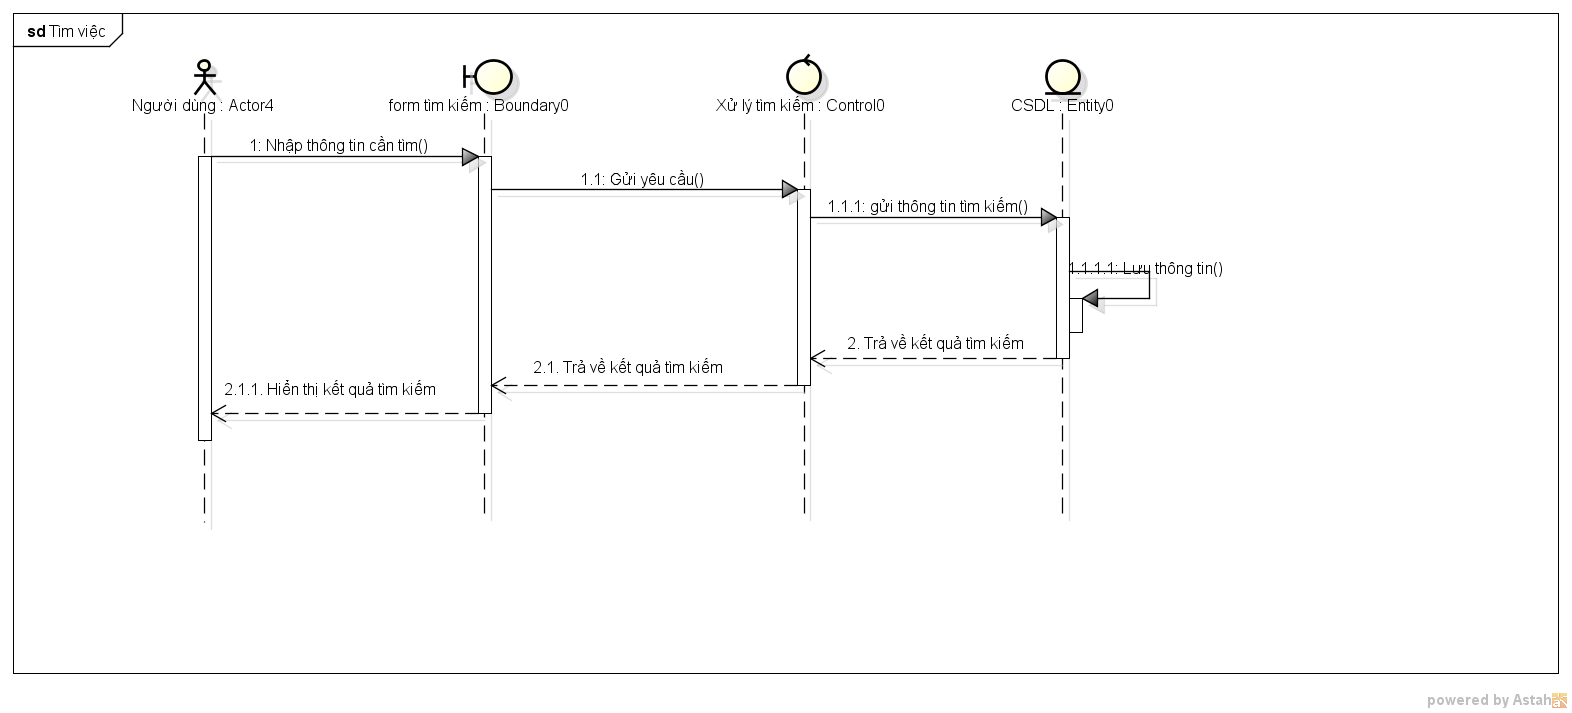 sd Tìm việc
Người dùng : Actor4
form tìm kiếm : Boundary0
Xử lý tìm kiếm : Control0
CSDL : Entity0
1: Nhập thông tin cần tìm()
1.1: Gửi yêu cầu()
1.1.1: gửi thông tin tìm kiếm()
1.1.1.1: Lưu thông tin()
2. Trả về kết quả tìm kiếm
2.1. Trả về kết quả tìm kiếm
2.1.1. Hiển thị kết quả tìm kiếm
powered by Astah